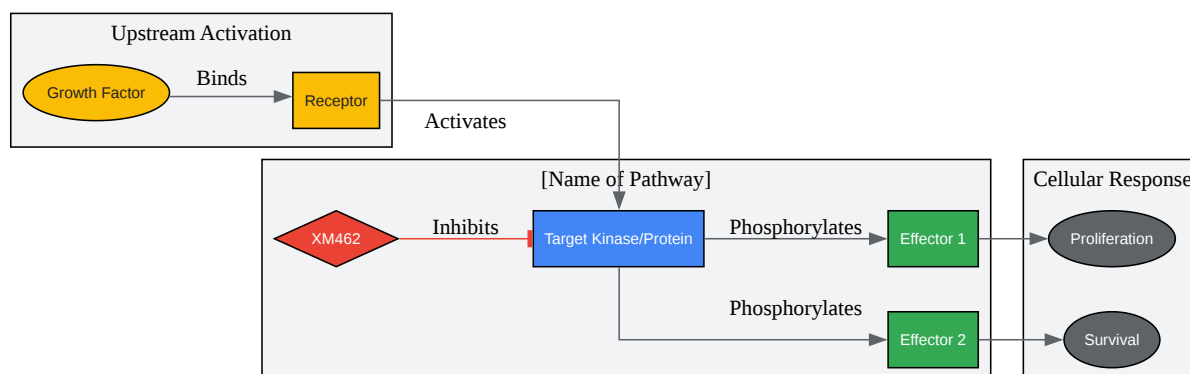 Upstream Activation
Growth Factor
Binds
Receptor
Activates
[Name of Pathway]
Cellular Response
XM462
Inhibits
Target Kinase/Protein
Phosphorylates
Effector 1
Proliferation
Phosphorylates
Effector 2
Survival